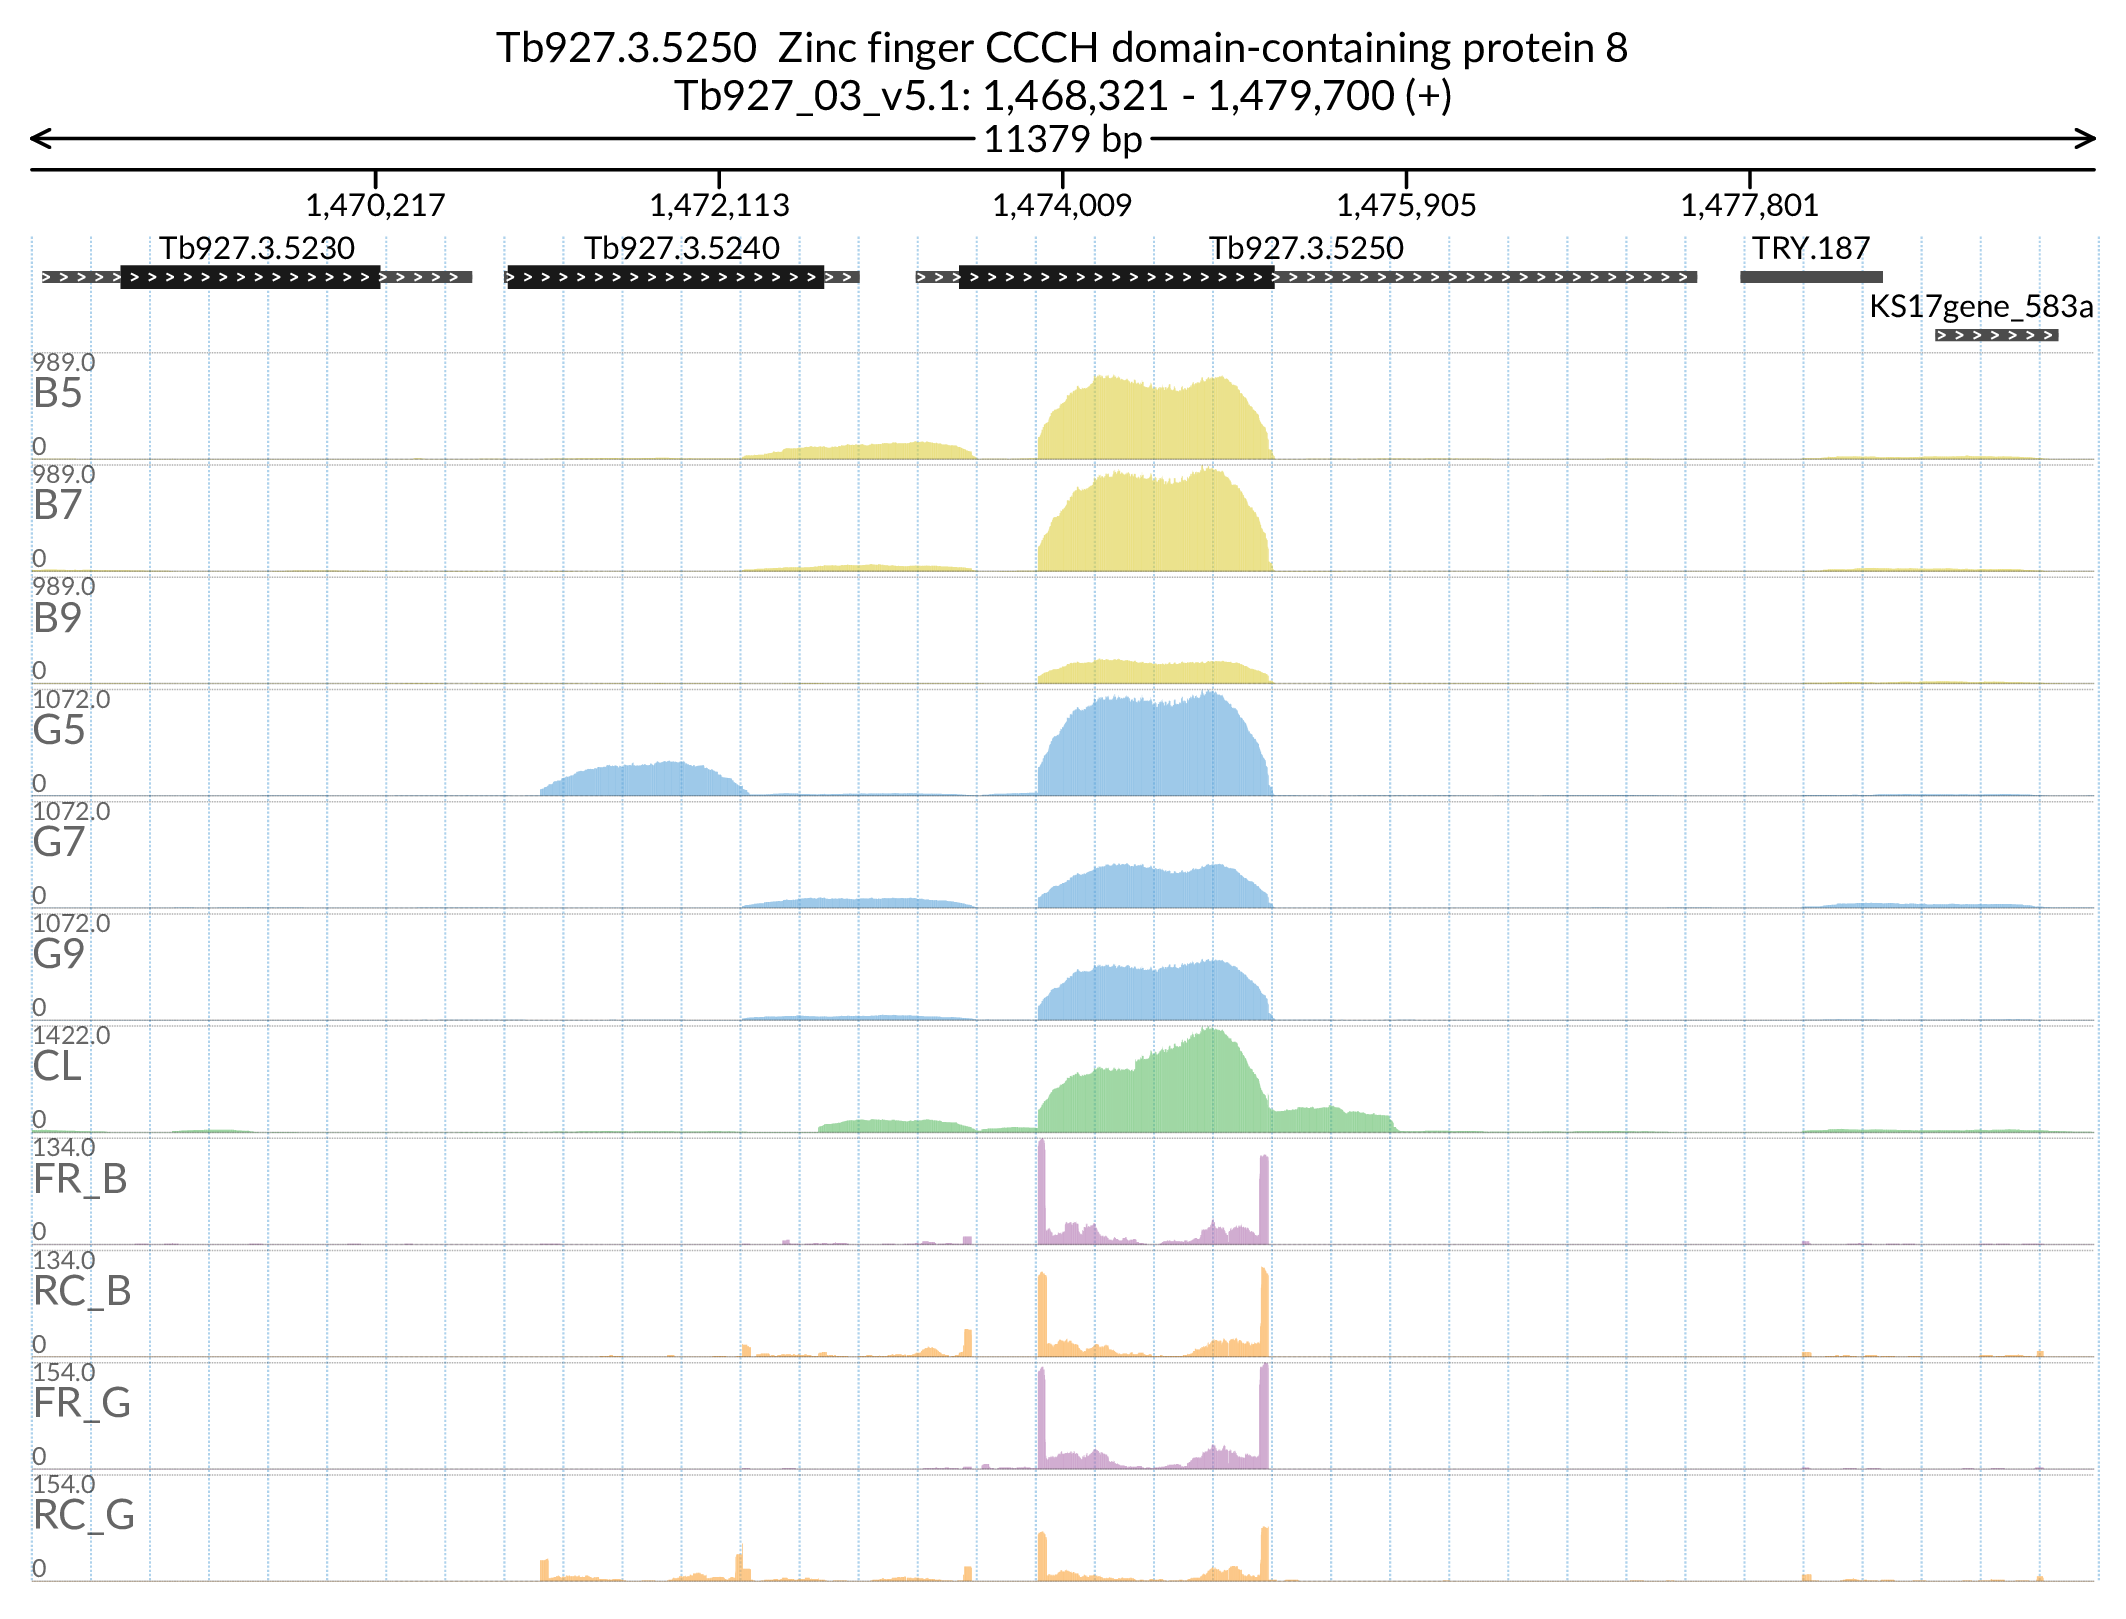 Tb927.3.5250  Zinc finger CCCH domain-containing protein 8
Tb927_03_v5.1: 1,468,321 - 1,479,700 (+)
11379 bp
1,470,217 1,472,113 1,474,009 1,475,905 1,477,801
Tb927.3.5230 Tb927.3.5240 Tb927.3.5250 TRY.187
KS17gene_583a
989.0
B5
0
989.0
B7
0
989.0
B9
0
1072.0
G5
0
1072.0
G7
0
1072.0
G9
0
1422.0
CL
0
134.0
FR_B
0
134.0
RC_B
0
154.0
FR_G
0
154.0
RC_G
0